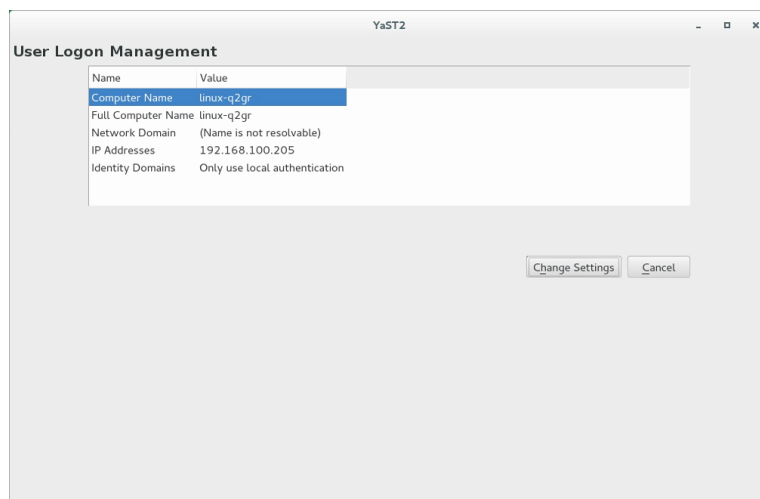 YaST2
User Logon Management
Name Value
Computer Name linux-q2gr
Full Computer Name linux-q2gr
Network Domain (Name is not resolvable)
IP Addresses 192.168.100.205
Identity Domains Only use local authentication
Change Settings Cancel